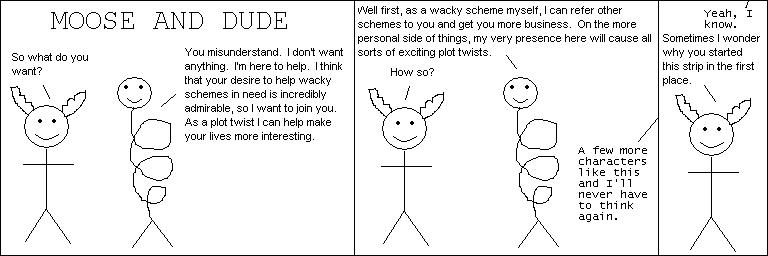 MOOSE AND DUDE
So what do you
want?
You misunderstand. I don't want
anything. I'm here to help. I think
that your desire to help wacky
schemes in need is incredibly
admirable, so I want to join you.
As a plot twist I can help make
your lives more interesting.
Well first, as a wacky scheme myself, I can refer other
schemes to you and get you more business. On the more
personal side of things, my very presence here will cause all
sorts of exciting plot twists.
How so?
A few more
characters
like this
and I'll
never have
to think
again.
Yeah, I
know.
Sometimes I wonder
why you started
this strip in the first
place.